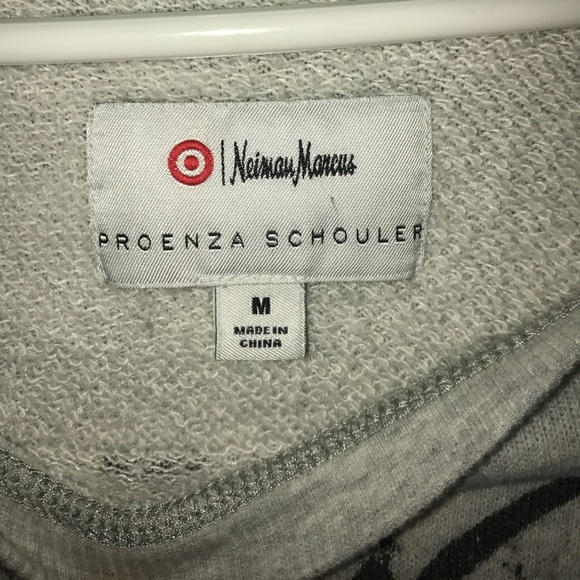 | Neiman Marcus
PROENZA SCHOULER
M
MADE IN
CHINA